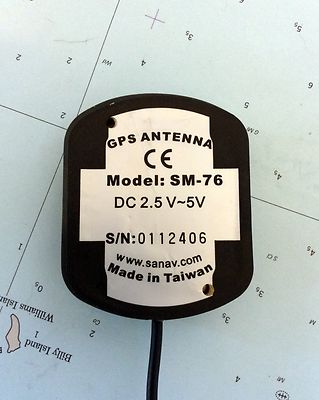 GPS ANTENNA
CE
Model: SM-76
DC 2.5 V~5V
S/N: 0112406
www.sanav.com
Made in Taiwan
Williams Islan
Billy Island